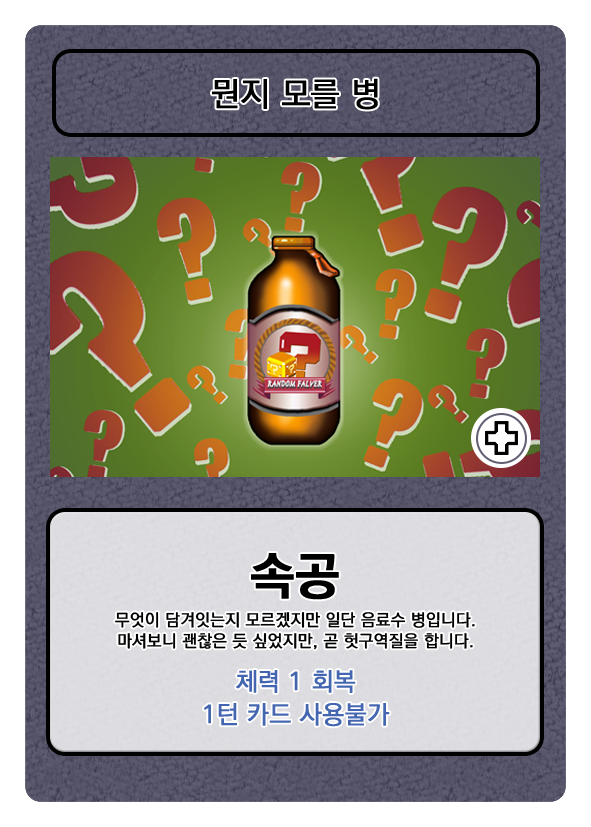 뭔지 모를 병
RANDOM FALVER
속공
무엇이 담겨잇는지 모르겠지만 일단 음료수 병입니다.
마셔보니 괜찮은 듯 싶었지만, 곧 헛구역질을 합니다.
체력 1 회복
1턴 카드 사용불가